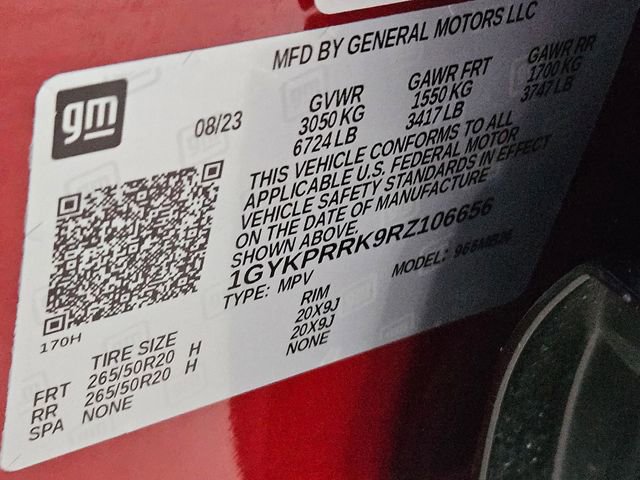 MFD BY GENERAL MOTORS LLC
gm
08/23
GVWR
3050 KG
6724 LB
GAWR FRT
1550 KG
3417 LB
GAWR RR
1700 KG
3747 LB
THIS VEHICLE CONFORMS TO ALL
APPLICABLE U.S. FEDERAL MOTOR
VEHICLE SAFETY STANDARDS IN EFFECT
ON THE DATE OF MANUFACTURE
SHOWN ABOVE.
1GYKPRRK9RZ106656
TYPE: MPV MODEL:
170H
TIRE SIZE RIM
FRT 265/50R20 H 20X9J
RR 265/50R20 H 20X9J
SPA NONE NONE